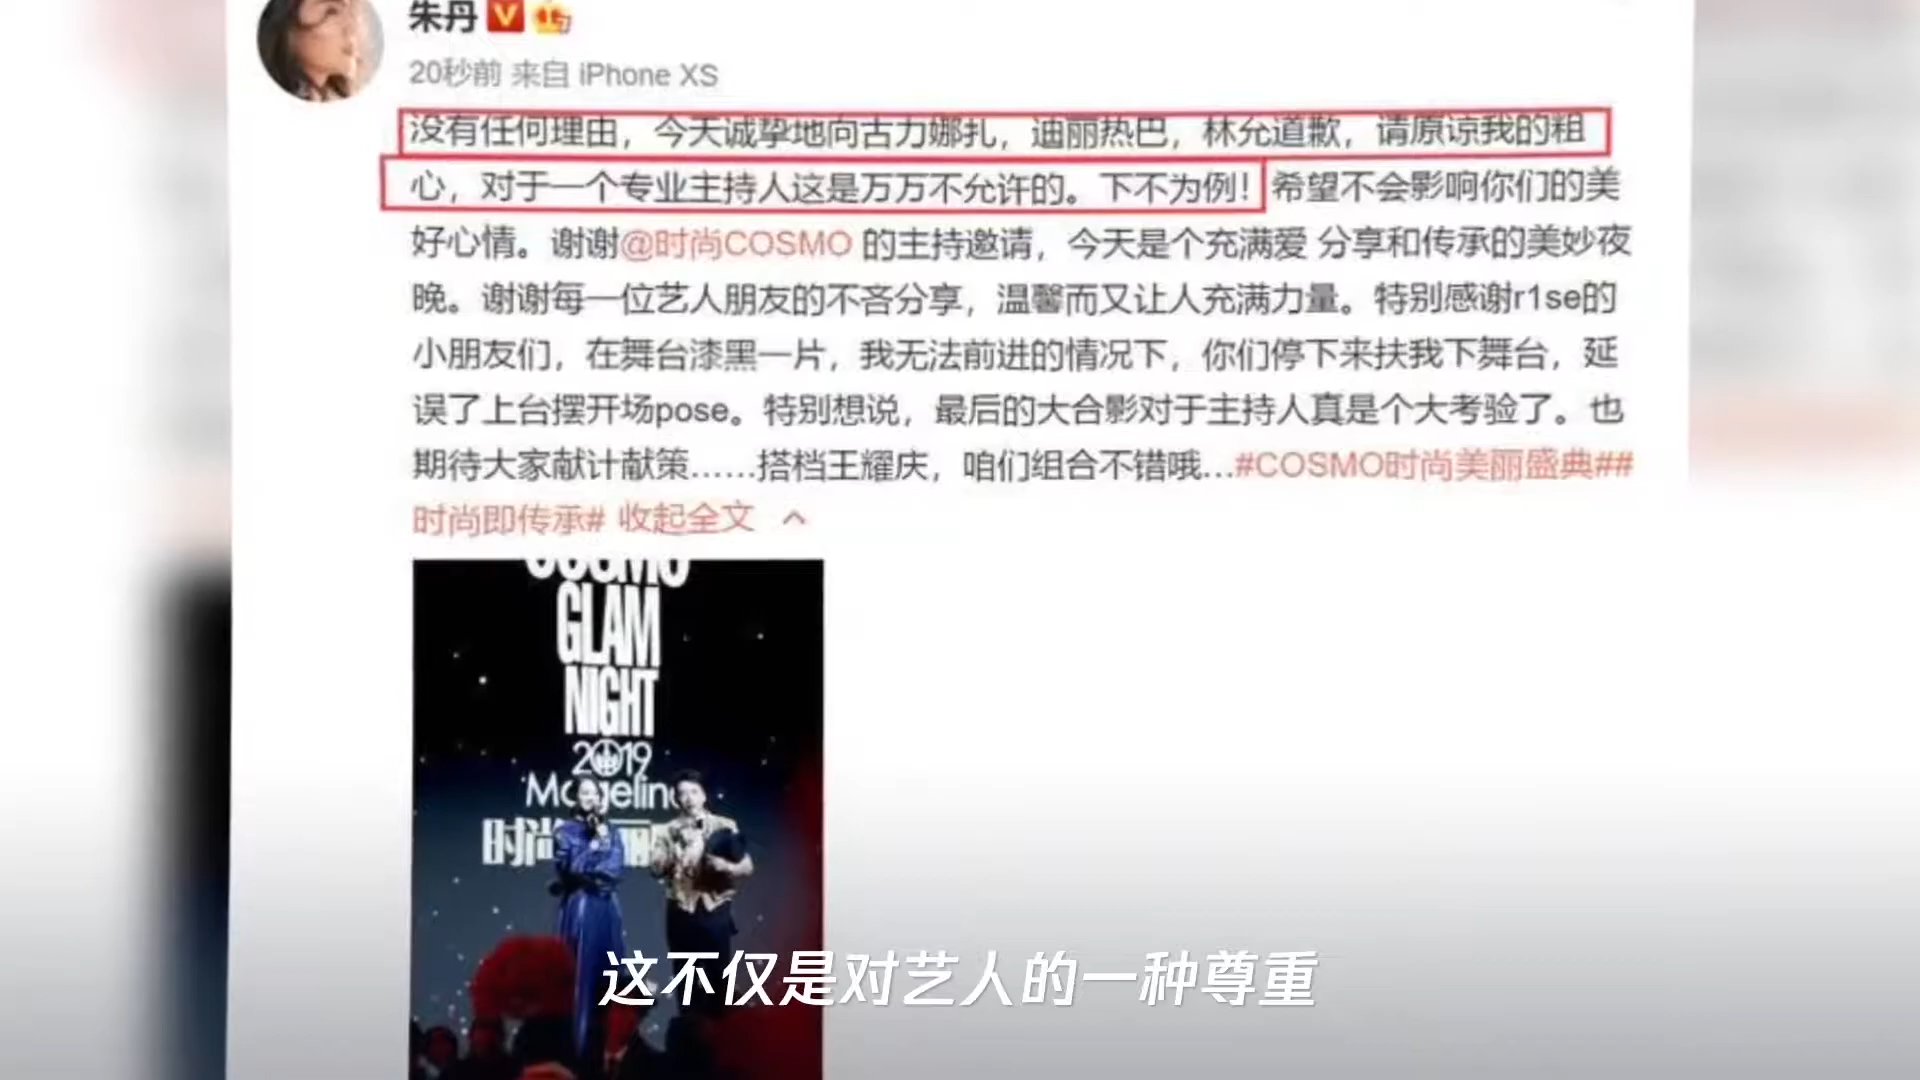 朱丹
20秒前 来自 iPhone XS
没有任何理由，今天诚挚地向古力娜扎，迪丽热巴，林允道歉，请原谅我的粗
心，对于一个专业主持人这是万万不允许的。下不为例！希望不会影响你们的美
好心情。谢谢@时尚COSMO 的主持邀请，今天是个充满爱 分享和传承的美妙夜
晚。谢谢每一位艺人朋友的不吝分享，温馨而又让人充满力量。特别感谢r1se的
小朋友们，在舞台漆黑一片，我无法前进的情况下，你们停下来扶我下舞台，延
误了上台摆开场pose。特别想说，最后的大合影对于主持人真是个大考验了。也
期待大家献计献策……搭档王耀庆，咱们组合不错哦…#COSMO时尚美丽盛典##
时尚即传承# 收起全文
COSMO
GLAM
NIGHT
2019
时尚
这不仅是对艺人的一种尊重